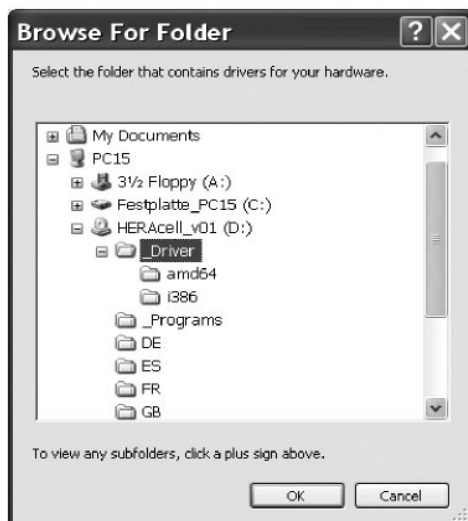 Browse For Folder
Select the folder that contains drivers for your hardware.
My Documents
PC15
3½ Floppy (A:)
Festplatte_PC15 (C:)
HERAcell_v01 (D:)
_Driver
amd64
i386
_Programs
DE
ES
FR
GB
To view any subfolders, click a plus sign above.
OK Cancel